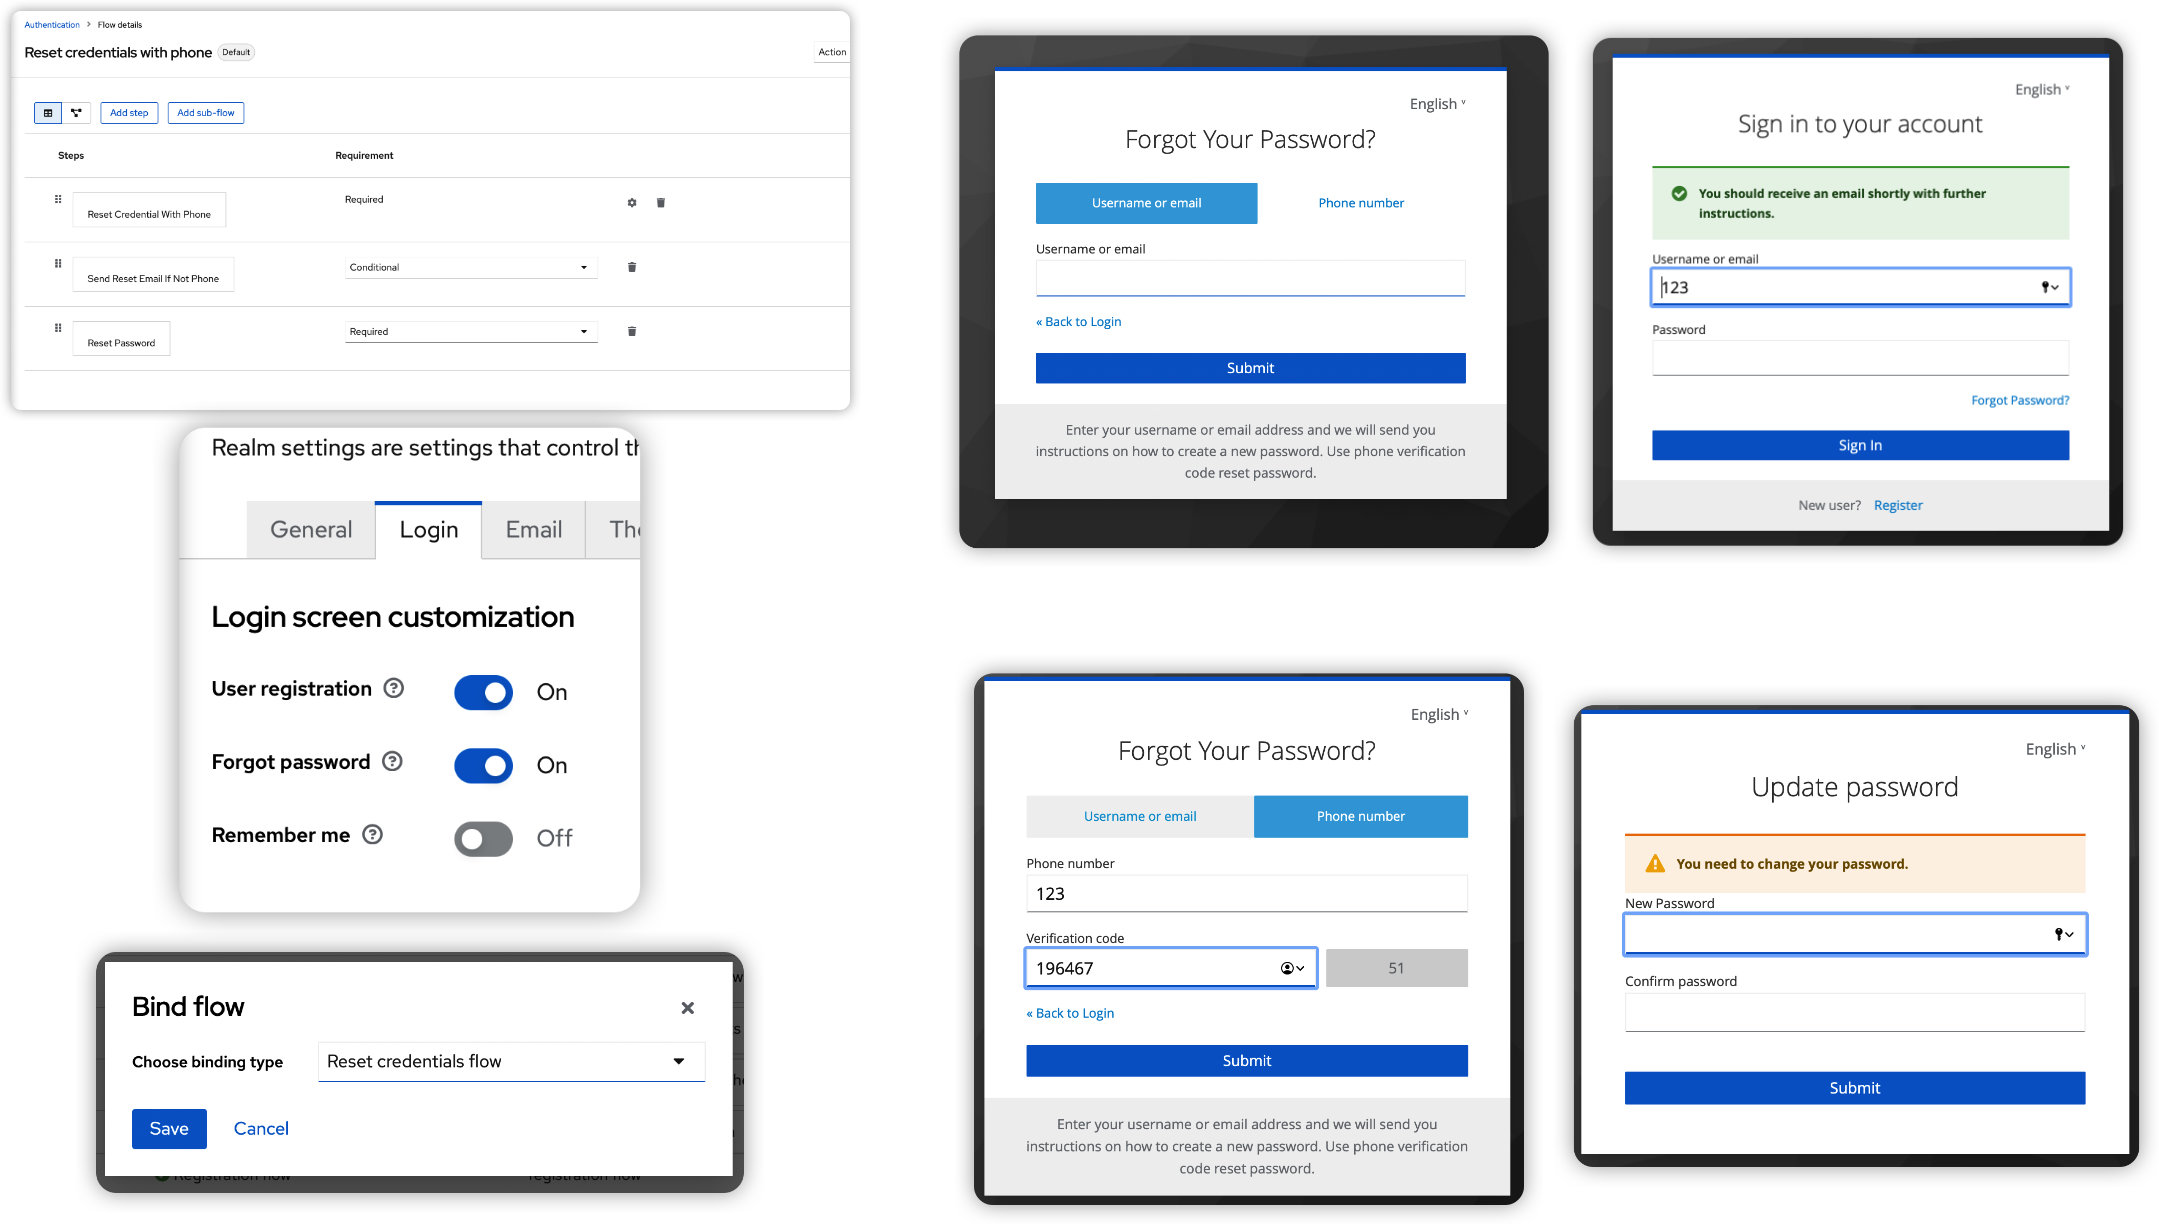 Authentication > Flow details
Reset credentials with phone Default
Action
Add step Add sub-flow
Steps Requirement
Reset Credential With Phone Required
Send Reset Email If Not Phone Conditional
Reset Password Required
Realm settings are settings that control th
General Login Email The
Login screen customization
User registration ? On
Forgot password ? On
Remember me ? Off
Bind flow
Choose binding type Reset credentials flow
Save Cancel
English
Forgot Your Password?
Username or email Phone number
Username or email
« Back to Login
Submit
Enter your username or email address and we will send you
instructions on how to create a new password. Use phone verification
code reset password.
English
Sign in to your account
You should receive an email shortly with further
instructions.
Username or email
123
Password
Forgot Password?
Sign In
New user? Register
English
Forgot Your Password?
Username or email Phone number
Phone number
123
Verification code
196467 51
« Back to Login
Submit
Enter your username or email address and we will send you
instructions on how to create a new password. Use phone verification
code reset password.
English
Update password
You need to change your password.
New Password
Confirm password
Submit